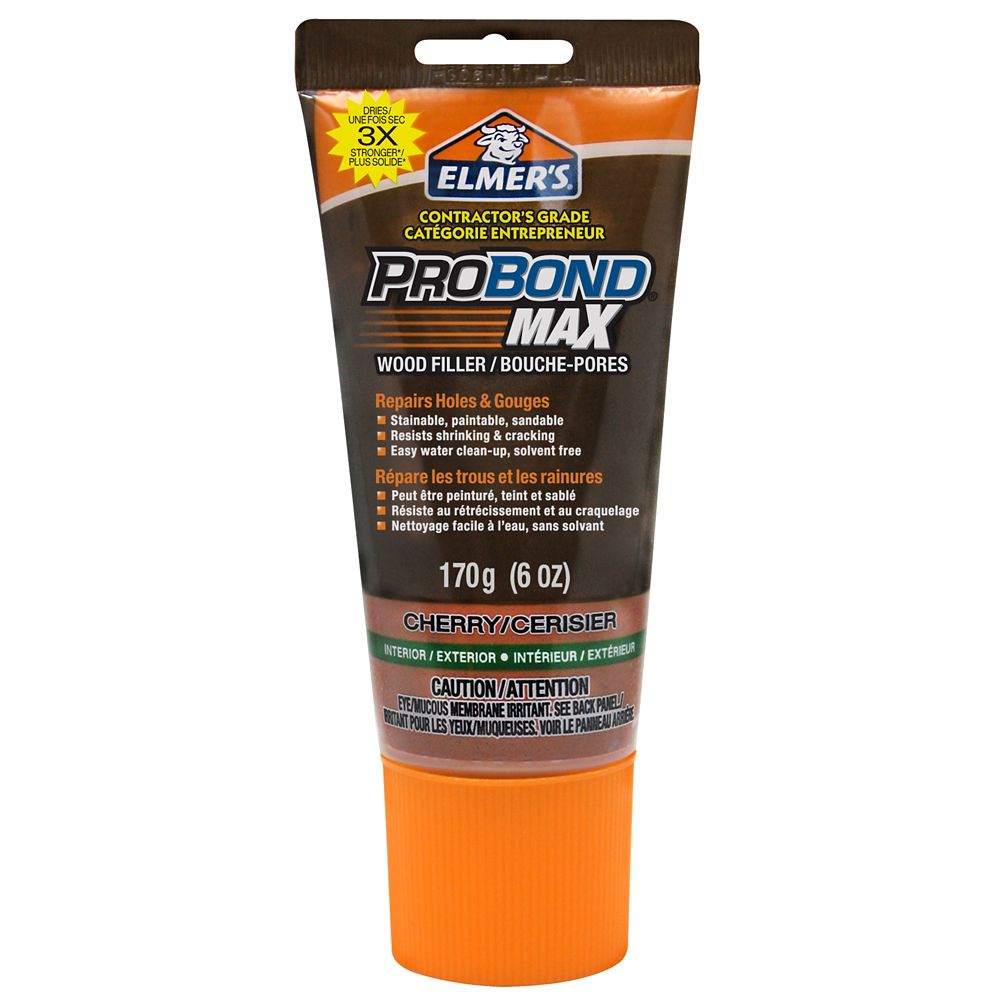 DRIES/
UNE FOIS SEC
3X
STRONGER*/
PLUS SOLIDE*
ELMER'S
CONTRACTOR'S GRADE
CATÉGORIE ENTREPRENEUR
PROBOND®
MAX
WOOD FILLER / BOUCHE-PORES
Repairs Holes & Gouges
Stainable, paintable, sandable
Resists shrinking & cracking
Easy water clean-up, solvent free
Répare les trous et les rainures
Peut être peinturé, teint et sablé
Résiste au rétrécissement et au craquelage
Nettoyage facile à l'eau, sans solvant
170g (6 OZ)
CHERRY/CERISIER
INTERIOR / EXTERIOR • INTÉRIEUR / EXTÉRIEUR
CAUTION/ATTENTION
EYE/MUCOUS MEMBRANE IRRITANT. SEE BACK PANEL./
IRRITANT POUR LES YEUX/MUQUEUSES. VOIR LE PANNEAU ARRIÈRE